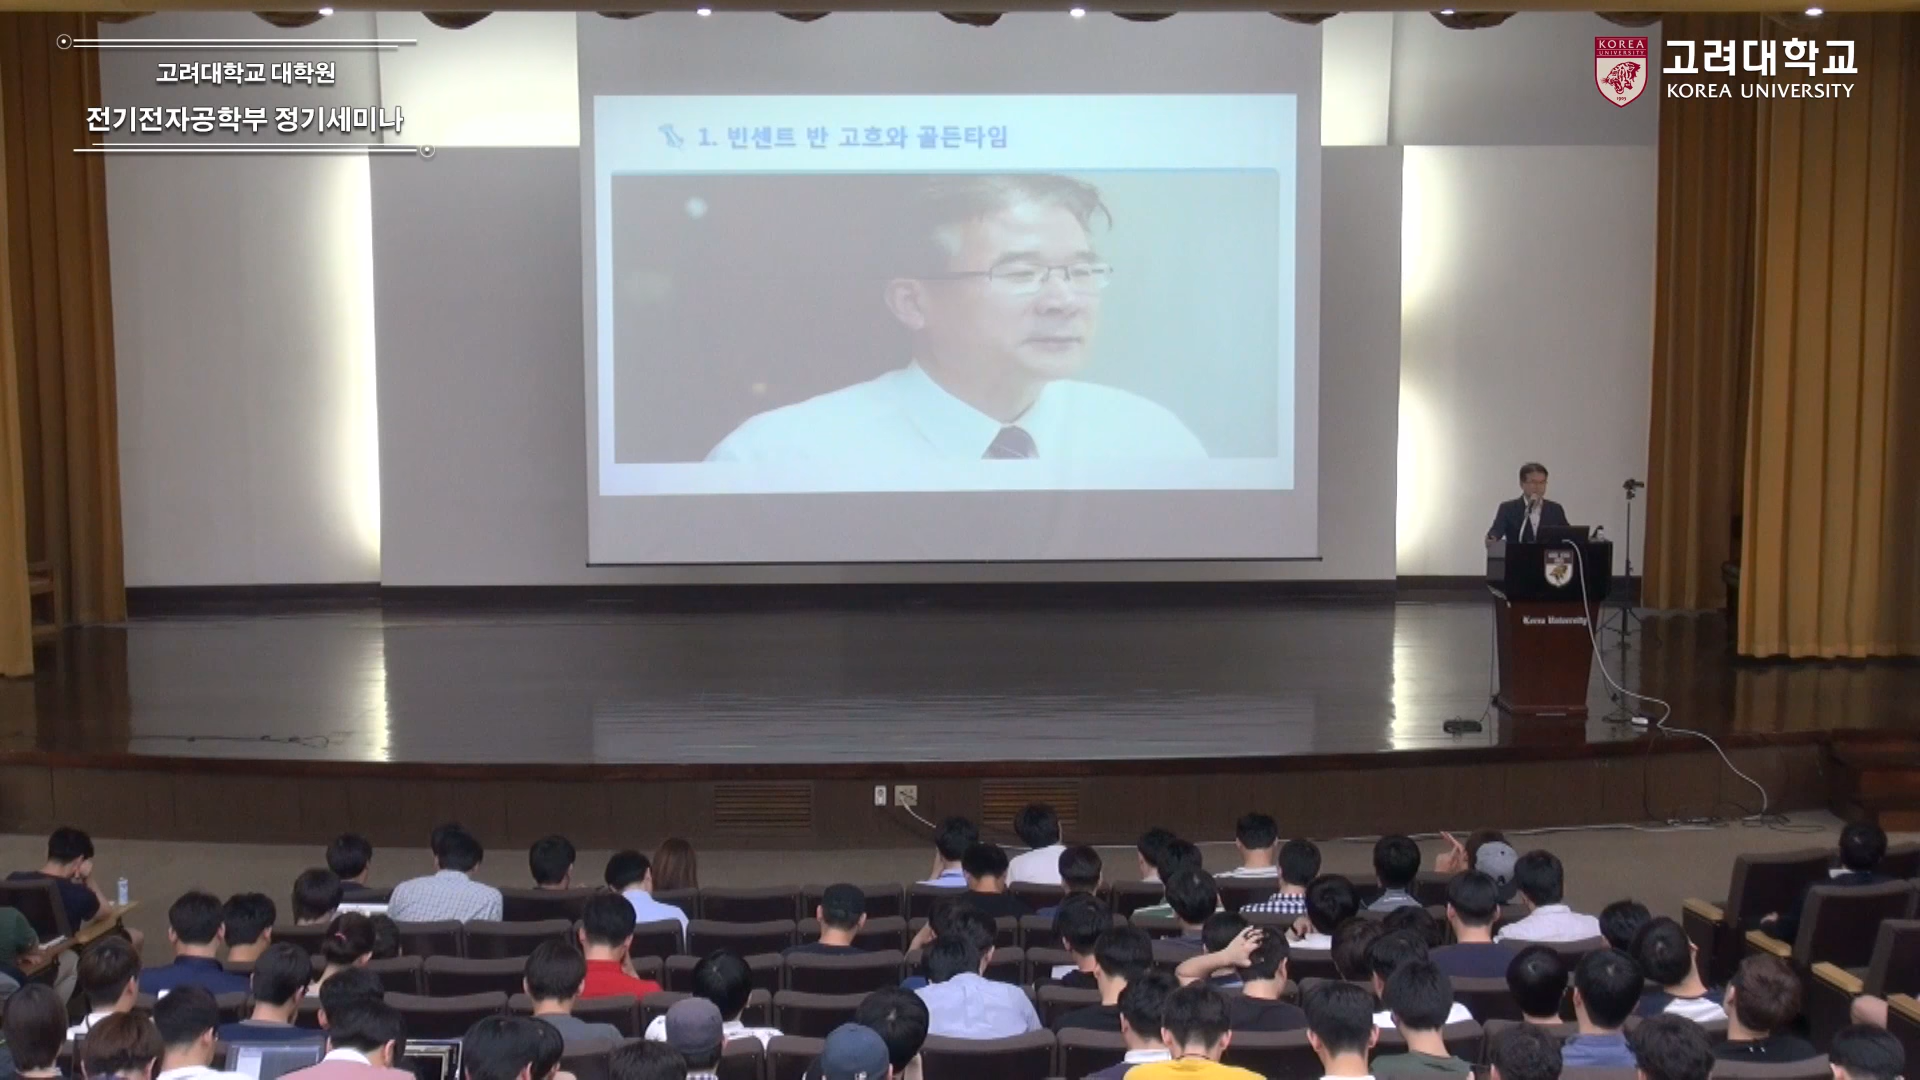 고려대학교 대학원
전기전자공학부 정기세미나
KOREA
UNIVERSITY
1905
고려대학교
KOREA UNIVERSITY
1. 빈센트 반 고흐와 골든타임
Korea University